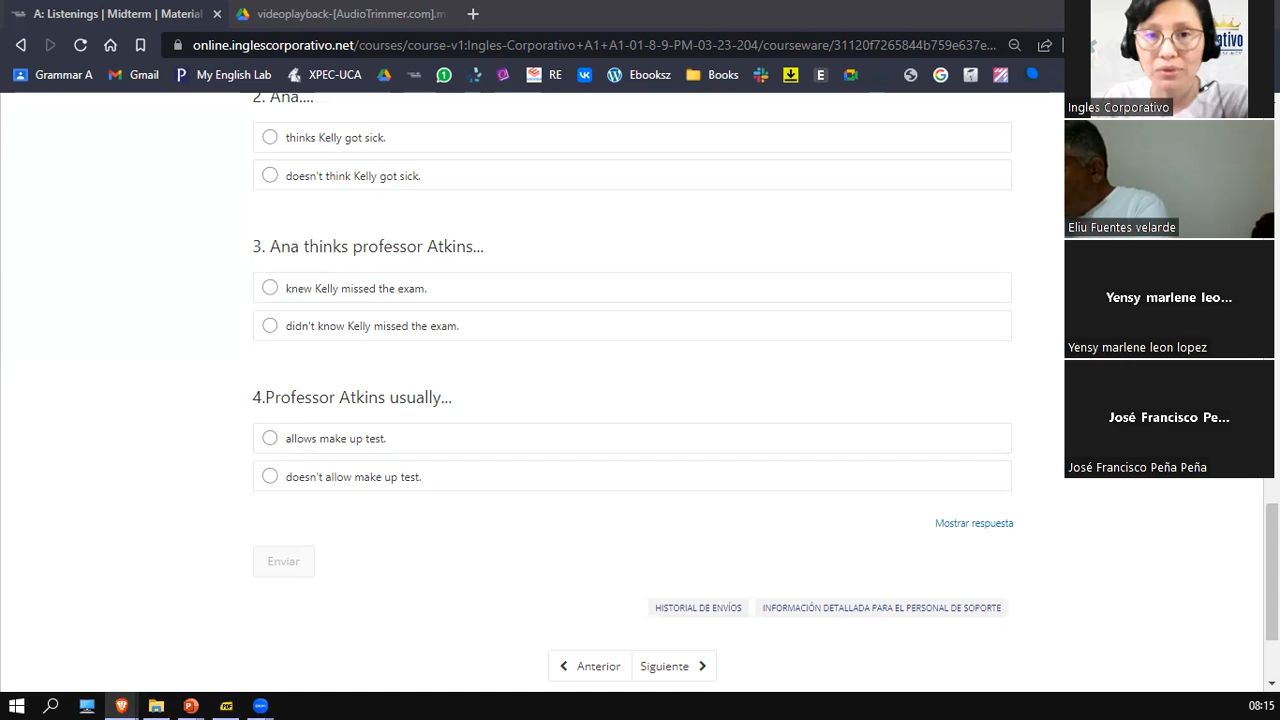 A: Listenings | Midterm | Material
videoplayback-[AudioTrimmer.com].m
online.inglescorporativo.net/courses/course-v1:Ingles-Corporativo+A1+A1-01-8-9-PM-03-23-204/courseware/31120f7265844b759e637e...
Grammar A
Gmail
My English Lab
XPEC-UCA
RE
Ebooksz
Books
2. Ana....
thinks Kelly got sick.
doesn't think Kelly got sick.
3. Ana thinks professor Atkins...
knew Kelly missed the exam.
didn't know Kelly missed the exam.
4.Professor Atkins usually...
allows make up test.
doesn't allow make up test.
Mostrar respuesta
Enviar
HISTORIAL DE ENVÍOS
INFORMACIÓN DETALLADA PARA EL PERSONAL DE SOPORTE
Anterior
Siguiente
Ingles Corporativo
Eliu Fuentes velarde
Yensy marlene leo...
Yensy marlene leon lopez
José Francisco Pe...
José Francisco Peña Peña
08:15